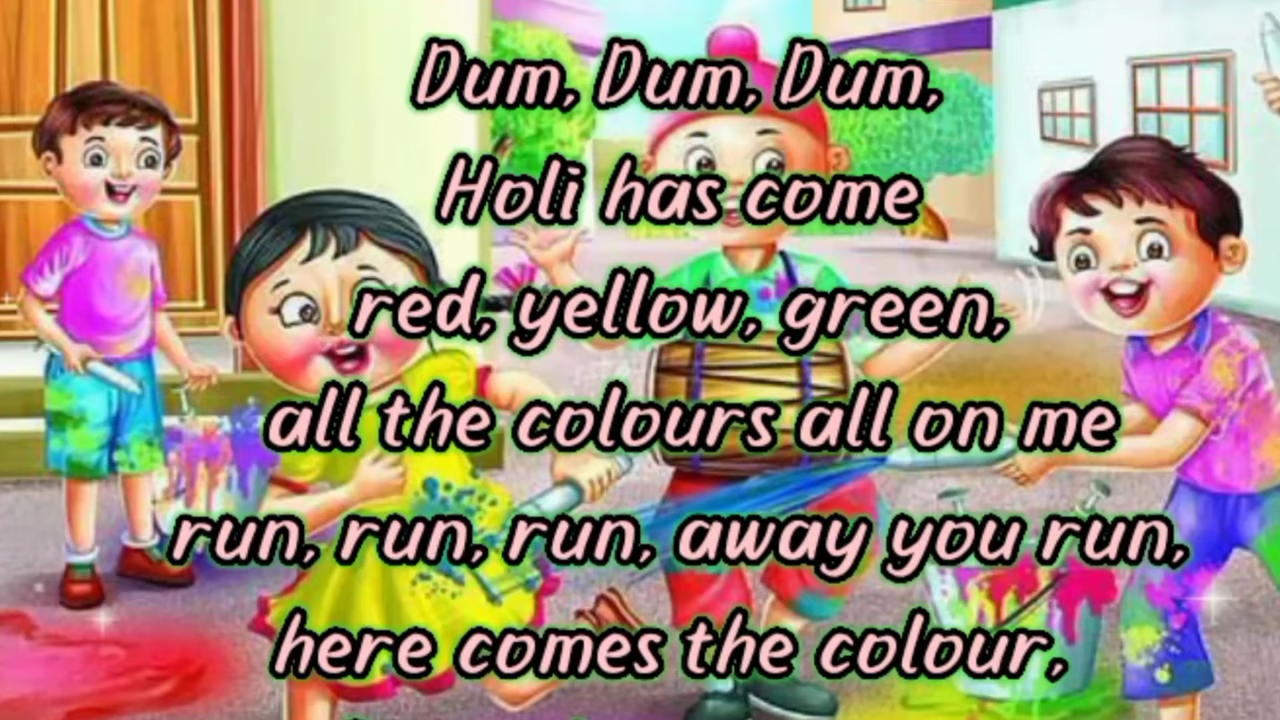 Dum, Dum, Dum,
Holi has come
red, yellow, green,
all the colours all on me
run, run, run, away you run,
here comes the colour,